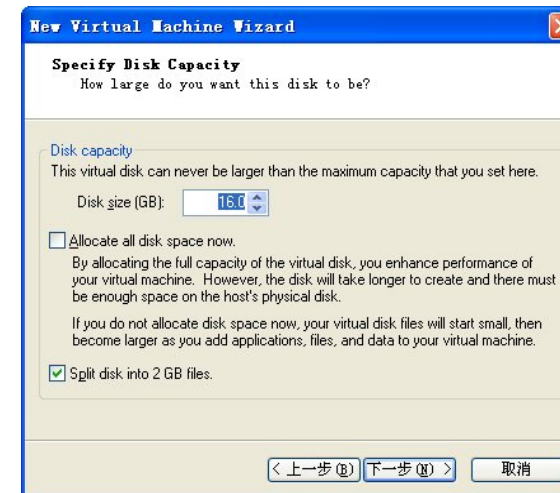 New Virtual Machine Wizard
Specify Disk Capacity
How large do you want this disk to be?
Disk capacity
This virtual disk can never be larger than the maximum capacity that you set here.
Disk size (GB): 16.0
Allocate all disk space now.
By allocating the full capacity of the virtual disk, you enhance performance of
your virtual machine. However, the disk will take longer to create and there must
be enough space on the host's physical disk.
If you do not allocate disk space now, your virtual disk files will start small, then
become larger as you add applications, files, and data to your virtual machine.
Split disk into 2 GB files.
< 上一步(B) 下一步(N) > 取消